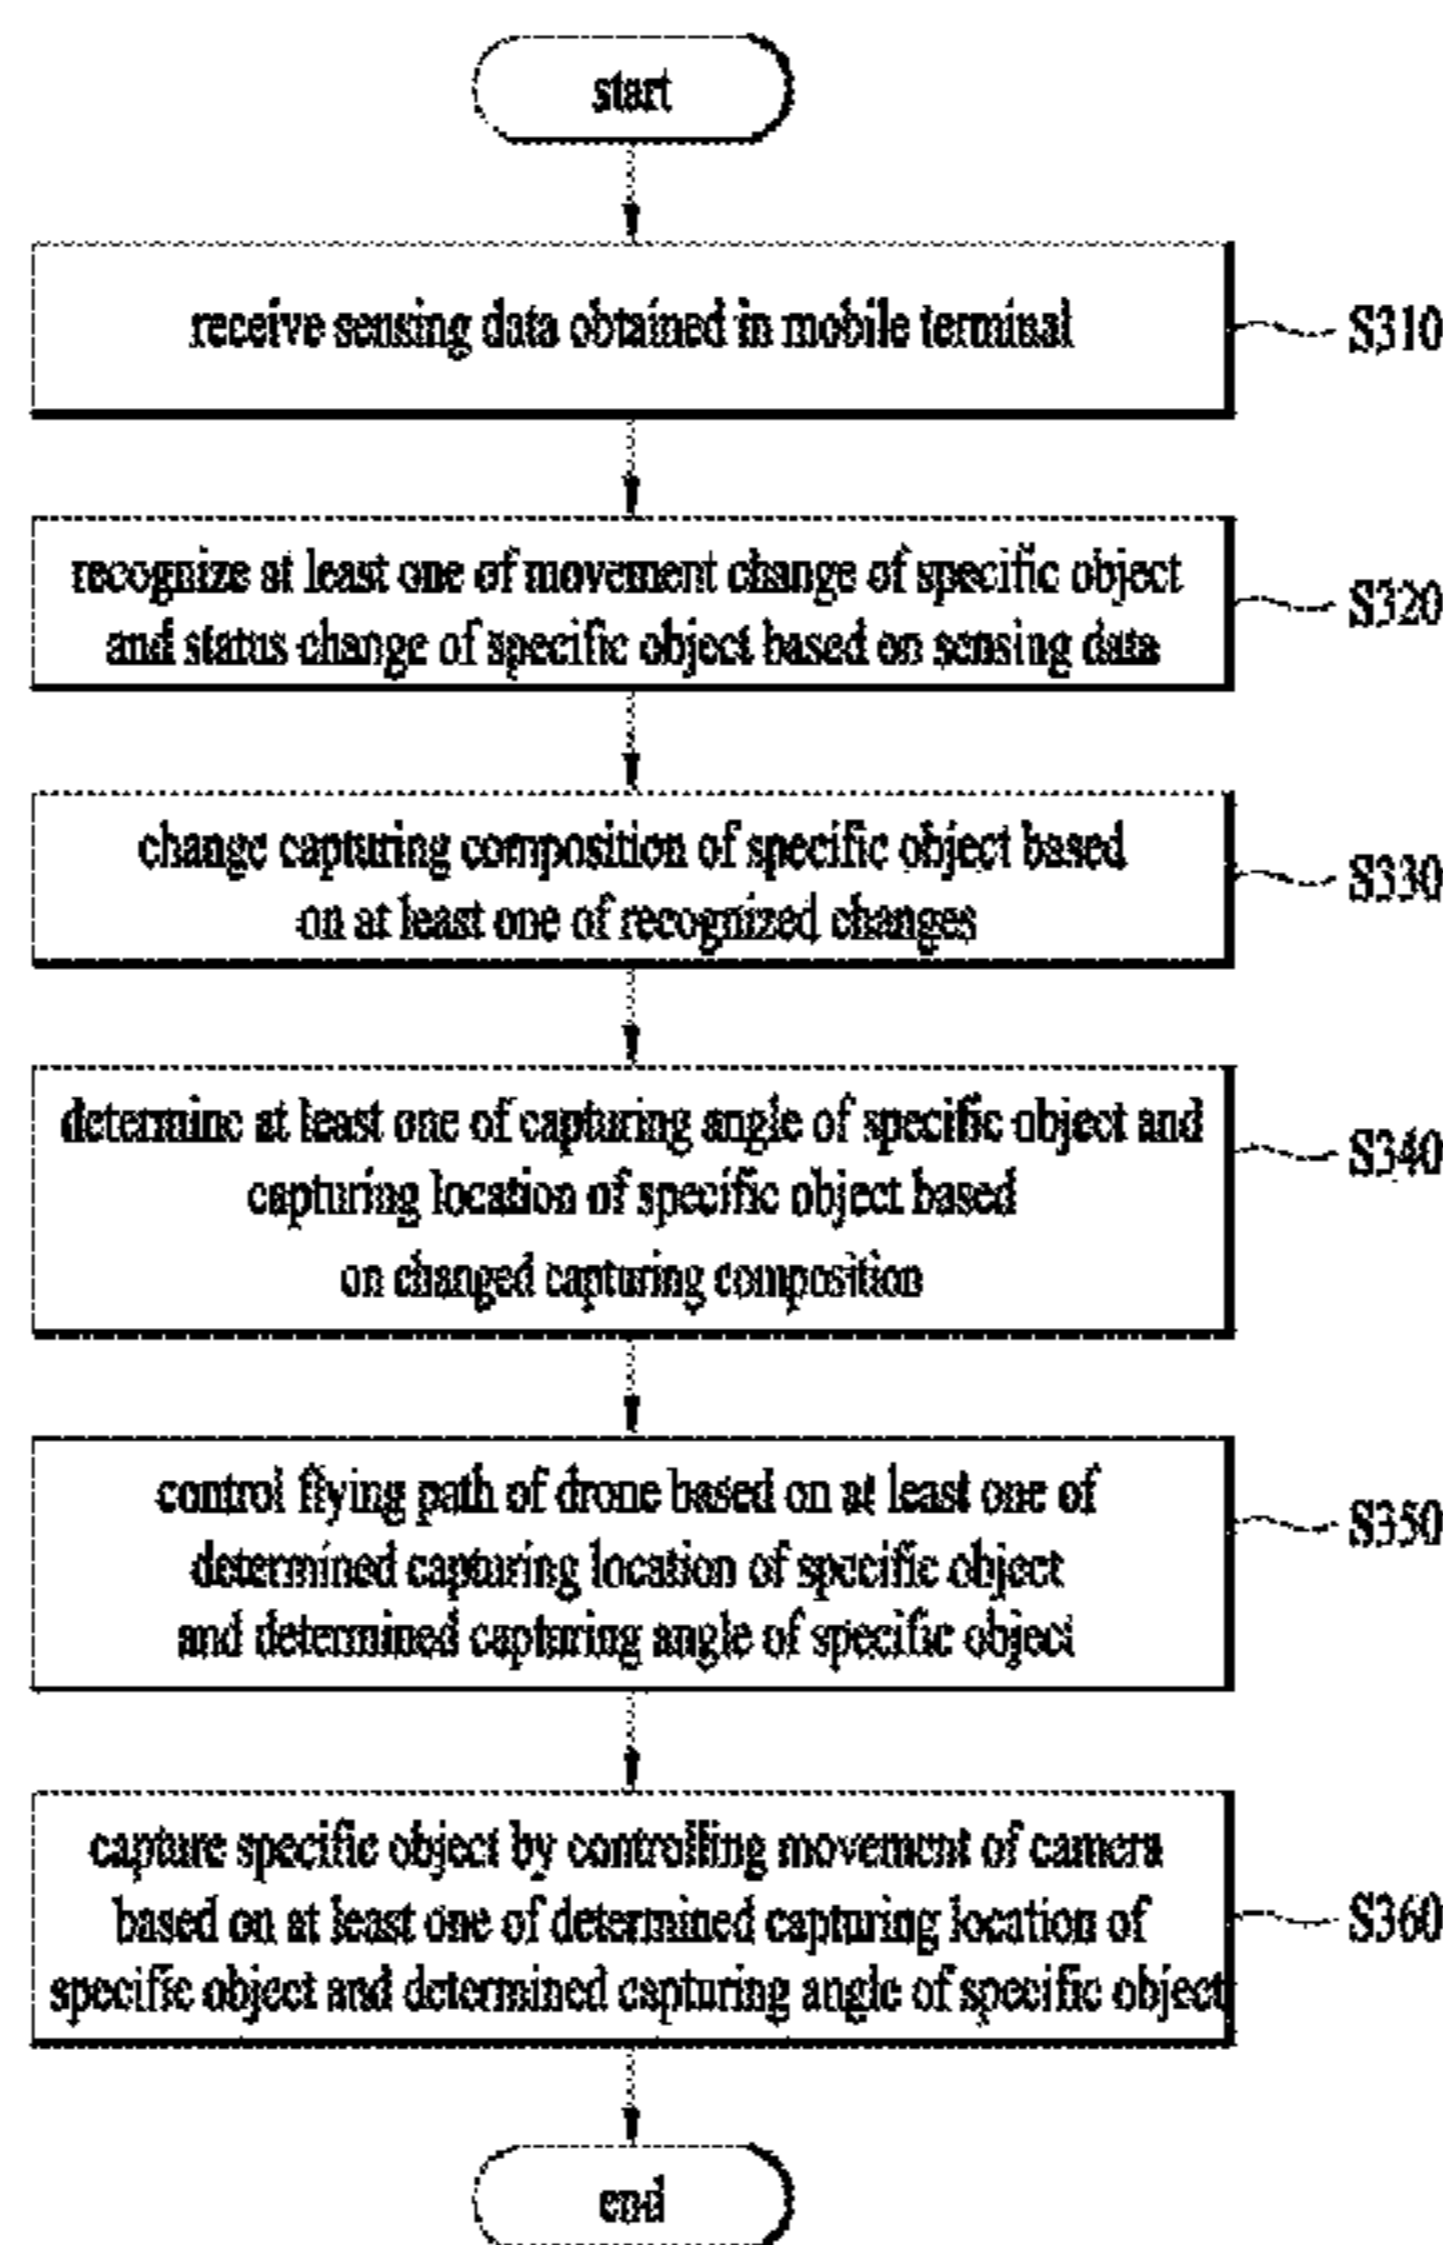 start
receive sensing data obtained in mobile terminal
S310
recognize at least one of movement change of specific object
and status change of specific object based on sensing data
S320
change capturing composition of specific object based
on at least one of recognized changes
S330
determine at least one of capturing angle of specific object and
capturing location of specific object based
on changed capturing composition
S340
control flying path of drone based on at least one of
determined capturing location of specific object
and determined capturing angle of specific object
S350
capture specific object by controlling movement of camera
based on at least one of determined capturing location of
specific object and determined capturing angle of specific object
S360
end